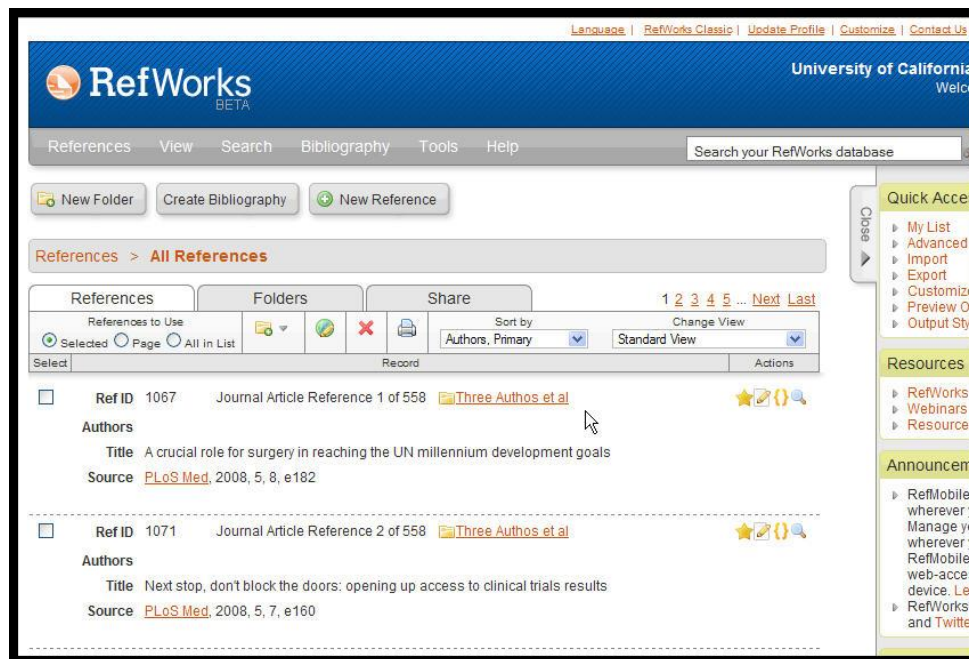 Language | RefWorks Classic | Update Profile | Customize | Contact Us
RefWorks
BETA
University of California
References View Search Bibliography Tools Help
Search your RefWorks database
New Folder Create Bibliography New Reference
References > All References
References Folders Share
1 2 3 4 5 ... Next Last
References to Use
Selected Page All in List
Sort by
Authors, Primary
Change View
Standard View
Select Record Actions
Ref ID 1067 Journal Article Reference 1 of 558 Three Authos et al
Authors
Title A crucial role for surgery in reaching the UN millennium development goals
Source PLoS Med, 2008, 5, 8, e182
Ref ID 1071 Journal Article Reference 2 of 558 Three Authos et al
Authors
Title Next stop, don't block the doors: opening up access to clinical trials results
Source PLoS Med, 2008, 5, 7, e160
Close
Quick Acce
My List
Advanced
Import
Export
Customize
Preview O
Output Sty
Resources
RefWorks
Webinars
Resource
Announcem
RefMobile
wherever
Manage yo
wherever
RefMobile
web-acce
device. Le
RefWorks
and Twitte